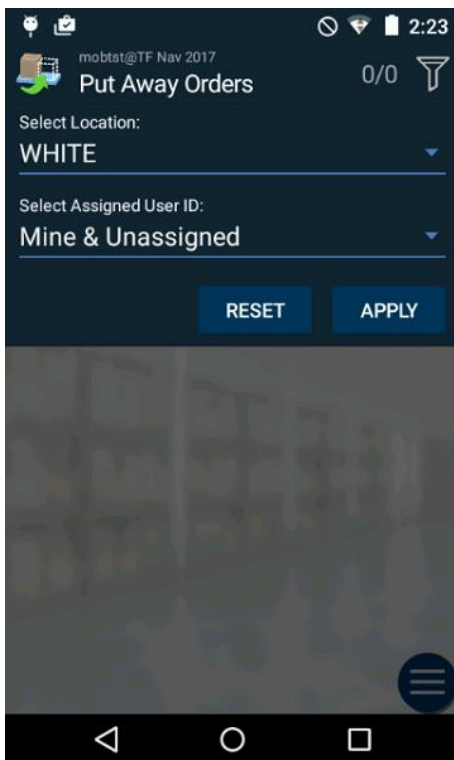 2:23
mobtst@TF Nav 2017
Put Away Orders
0/0
Select Location:
WHITE
Select Assigned User ID:
Mine & Unassigned
RESET APPLY